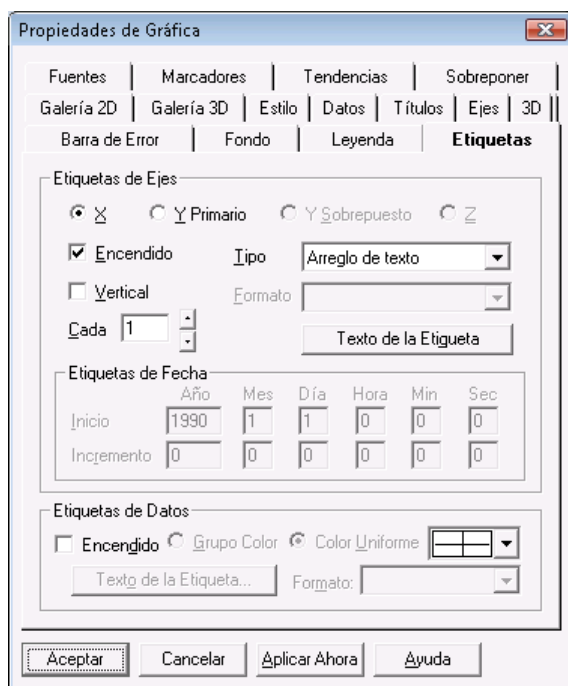 Propiedades de Gráfica
Fuentes Marcadores Tendencias Sobreponer
Galería 2D Galería 3D Estilo Datos Títulos Ejes 3D
Barra de Error Fondo Leyenda Etiquetas
Etiquetas de Ejes
X Y Primario Y Sobrepuesto Z
Encendido Tipo Arreglo de texto
Vertical Formato
Cada 1 Texto de la Etigueta
Etiquetas de Fecha
Año Mes Día Hora Min Sec
Inicio 1990 1 1 0 0 0
Incremento 0 0 0 0 0 0
Etiquetas de Datos
Encendido Grupo Color Color Uniforme
Texto de la Etiqueta... Formato:
Aceptar Cancelar Aplicar Ahora Ayuda